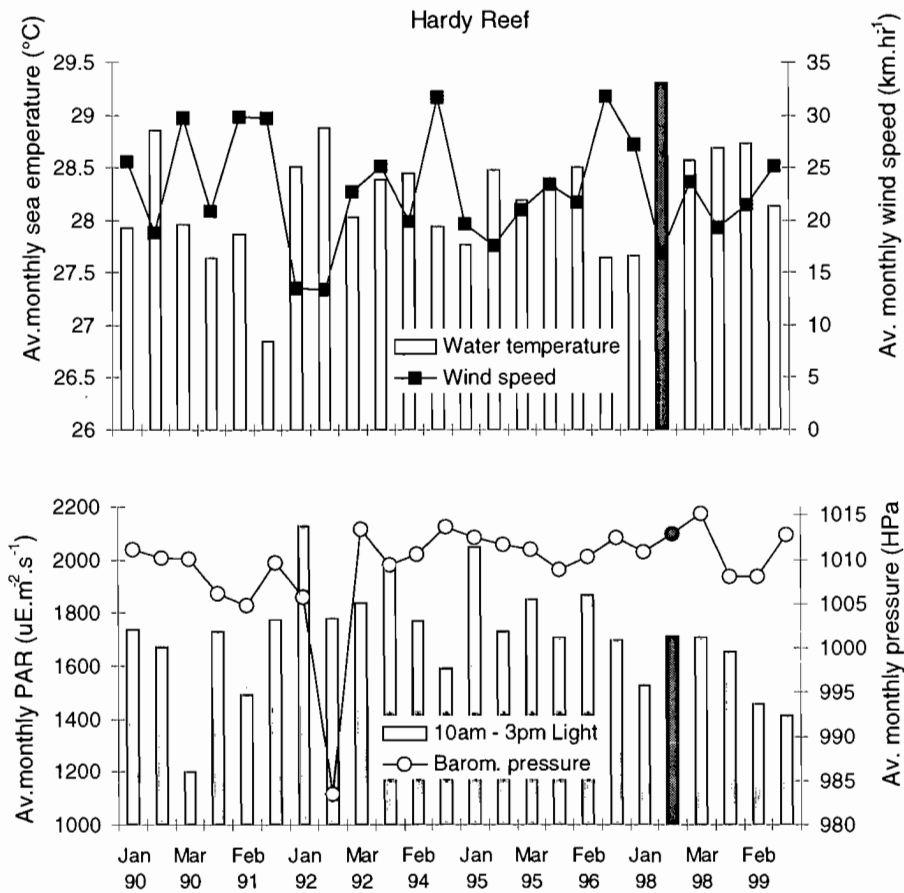 Hardy Reef
Av.monthly sea emperature (°C)
29.5
29
28.5
28
27.5
27
26.5
26
Water temperature
Wind speed
35
30
25
20
15
10
5
0
Av. monthly wind speed (km.hr⁻¹)
Av.monthly PAR (uE.m⁻².s⁻¹)
2200
2000
1800
1600
1400
1200
1000
10am - 3pm Light
Barom. pressure
1015
1010
1005
1000
995
990
985
980
Av. monthly pressure (HPa)
Jan Mar Feb Jan Mar Feb Jan Mar Feb Jan Mar Feb
90 90 91 92 92 94 95 95 96 98 98 99